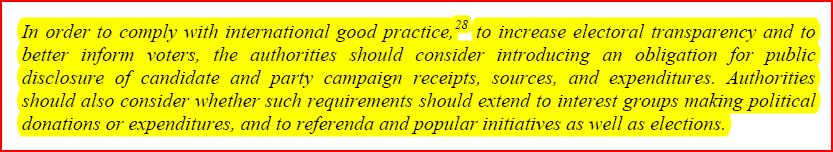 In order to comply with international good practice,28 to increase electoral transparency and to
better inform voters, the authorities should consider introducing an obligation for public
disclosure of candidate and party campaign receipts, sources, and expenditures. Authorities
should also consider whether such requirements should extend to interest groups making political
donations or expenditures, and to referenda and popular initiatives as well as elections.